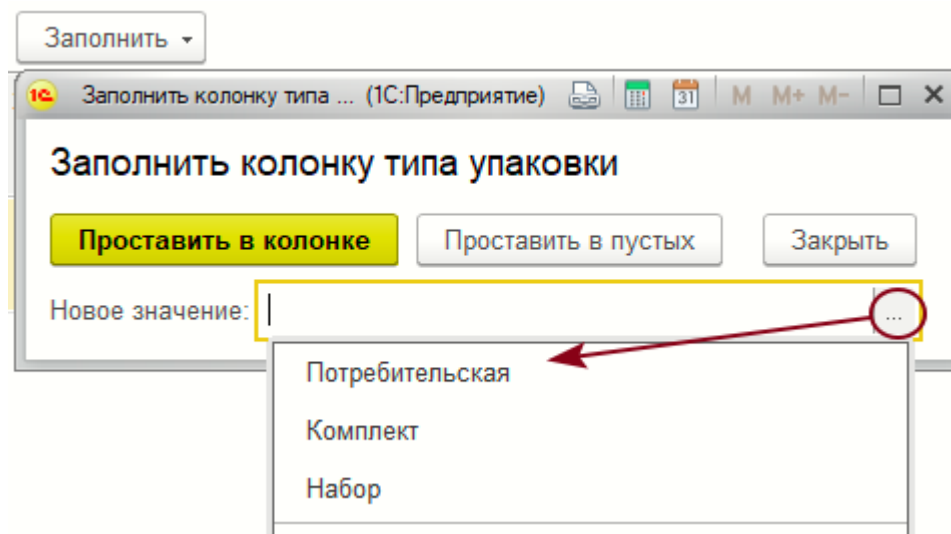 Заполнить
1С Заполнить колонку типа ... (1С:Предприятие) 31 M M+ M-
Заполнить колонку типа упаковки
Проставить в колонке Проставить в пустых Закрыть
Новое значение: ...
Потребительская
Комплект
Набор